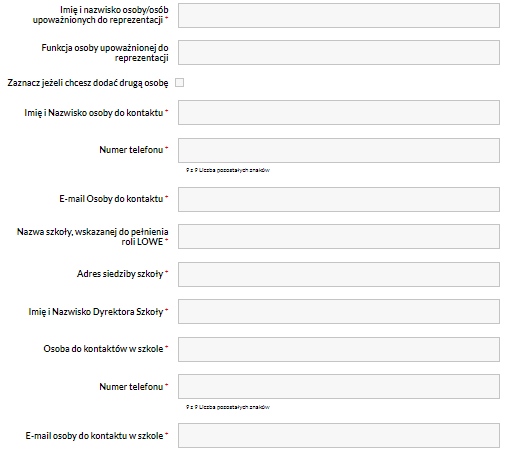 Imię i nazwisko osoby/osób
upoważnionych do reprezentacji *
Funkcja osoby upoważnionej do
reprezentacji
Zaznacz jeżeli chcesz dodać drugą osobę
Imię i Nazwisko osoby do kontaktu *
Numer telefonu *
9 z 9 Liczba pozostałych znaków
E-mail Osoby do kontaktu *
Nazwa szkoły, wskazanej do pełnienia
roli LOWE *
Adres siedziby szkoły *
Imię i Nazwisko Dyrektora Szkoły *
Osoba do kontaktów w szkole *
Numer telefonu *
9 z 9 Liczba pozostałych znaków
E-mail osoby do kontaktu w szkole *